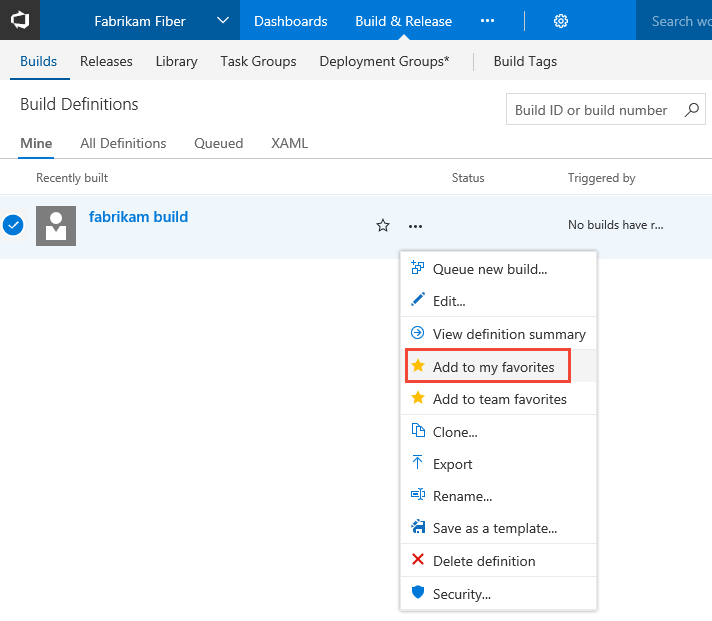 Fabrikam Fiber Dashboards Build & Release ... Search wo
Builds Releases Library Task Groups Deployment Groups* Build Tags
Build Definitions
Build ID or build number
Mine All Definitions Queued XAML
Recently built Status Triggered by
fabrikam build
No builds have r...
Queue new build...
Edit...
View definition summary
Add to my favorites
Add to team favorites
Clone...
Export
Rename...
Save as a template...
Delete definition
Security...